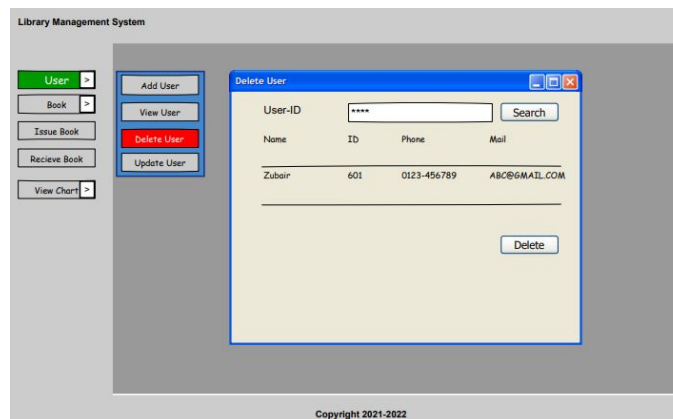 Library Management System
User >
Book >
Issue Book
Recieve Book
View Chart >
Add User
View User
Delete User
Update User
Delete User
User-ID **** Search
Name ID Phone Mail
Zubair 601 0123-456789 ABC@GMAIL.COM
Delete
Copyright 2021-2022